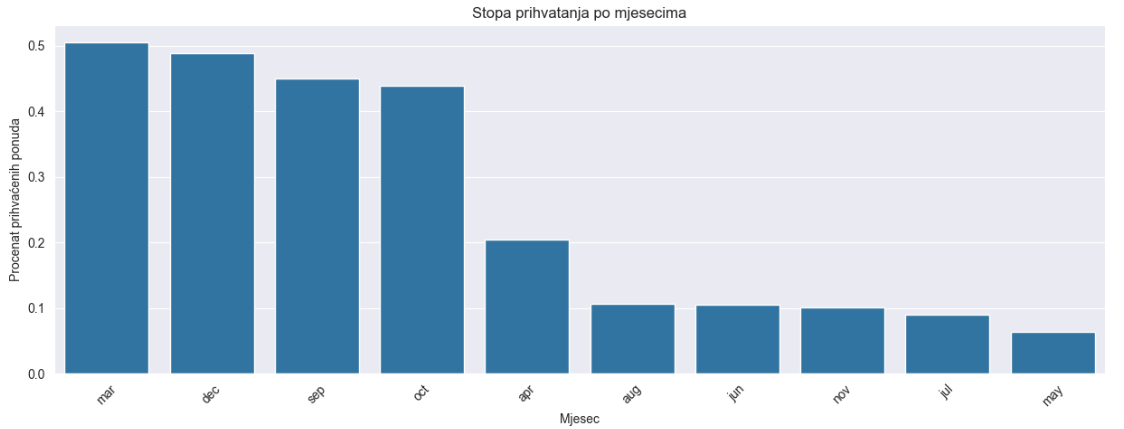 Stopa prihvatanja po mjesecima
Procenat prihvaćenih ponuda
0.5
0.4
0.3
0.2
0.1
0.0
mar
dec
sep
oct
apr
aug
jun
nov
jul
may
Mjesec